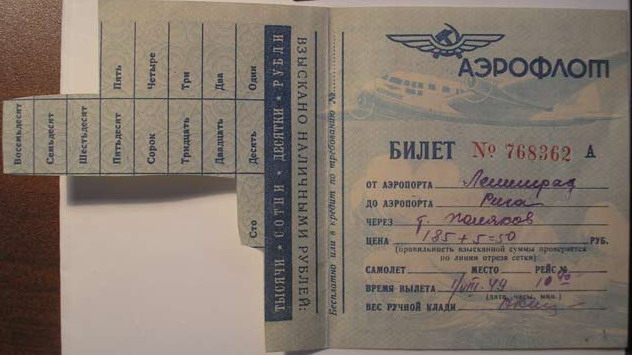 АЭРОФЛОТ
БИЛЕТ № 768362 А
ОТ АЭРОПОРТА Ленинград
ДО АЭРОПОРТА Рига
ЧЕРЕЗ
ЦЕНА 185 + 5 = 50 РУБ.
(правильность взысканной суммы проверяется
по линии отреза сетки)
САМОЛЕТ МЕСТО РЕЙС №
ВРЕМЯ ВЫЛЕТА
(дата, часы, мин.)
ВЕС РУЧНОЙ КЛАДИ
Бесплатно или в кредит по требованию №
ВЗЫСКАНО НАЛИЧНЫМИ РУБЛЕЙ:
ТЫСЯЧИ • СОТНИ • ДЕСЯТКИ • РУБЛИ
Сто
Десять Один
Двадцать Два
Тридцать Три
Сорок Четыре
Пятьдесят Пять
Шестьдесят
Семьдесят
Восемьдесят